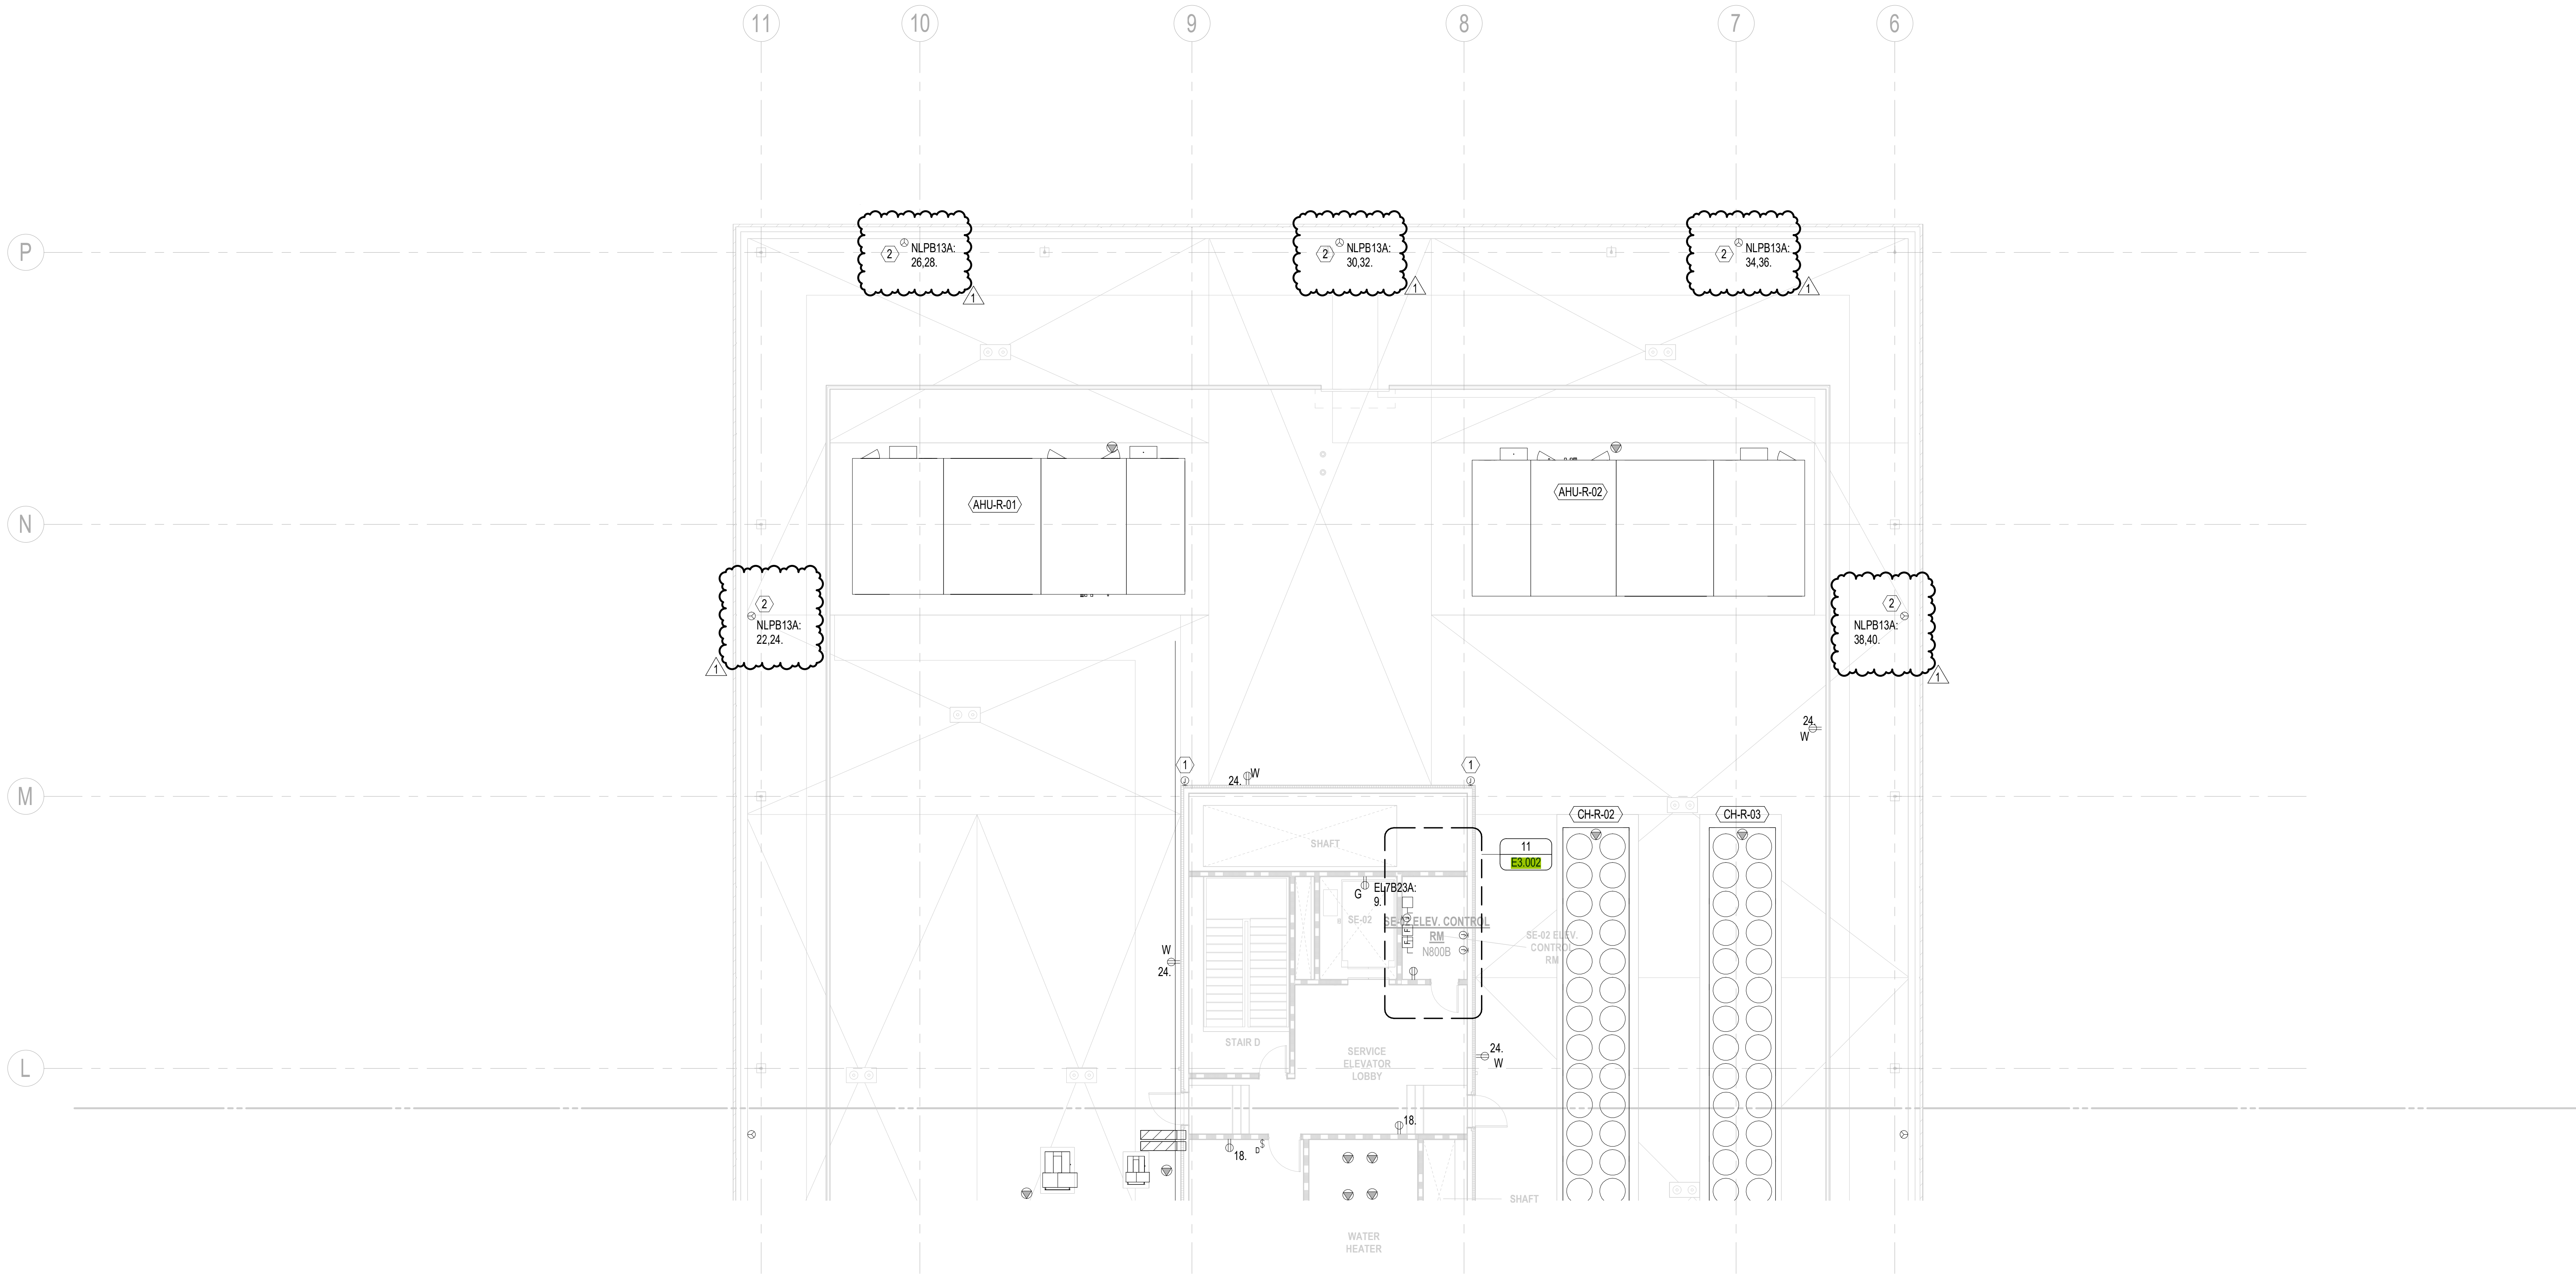 11
10
9
8
7
6
P
2
NLPB13A:
26,28.
1
2
NLPB13A:
30,32.
1
2
NLPB13A:
34,36.
1
AHU-R-01
AHU-R-02
N
2
NLPB13A:
22,24.
1
2
NLPB13A:
38,40.
1
24.
W
1
24.
W
1
M
CH-R-02
CH-R-03
SHAFT
11
E3.002
G
EL7B23A:
9.
SE-02
SE-02 ELEV. CONTROL
RM
N800B
SE-02 ELEV.
CONTROL
RM
W
24.
STAIR D
SERVICE
ELEVATOR
LOBBY
24.
W
L
18.
18.
D
$
SHAFT
WATER
HEATER